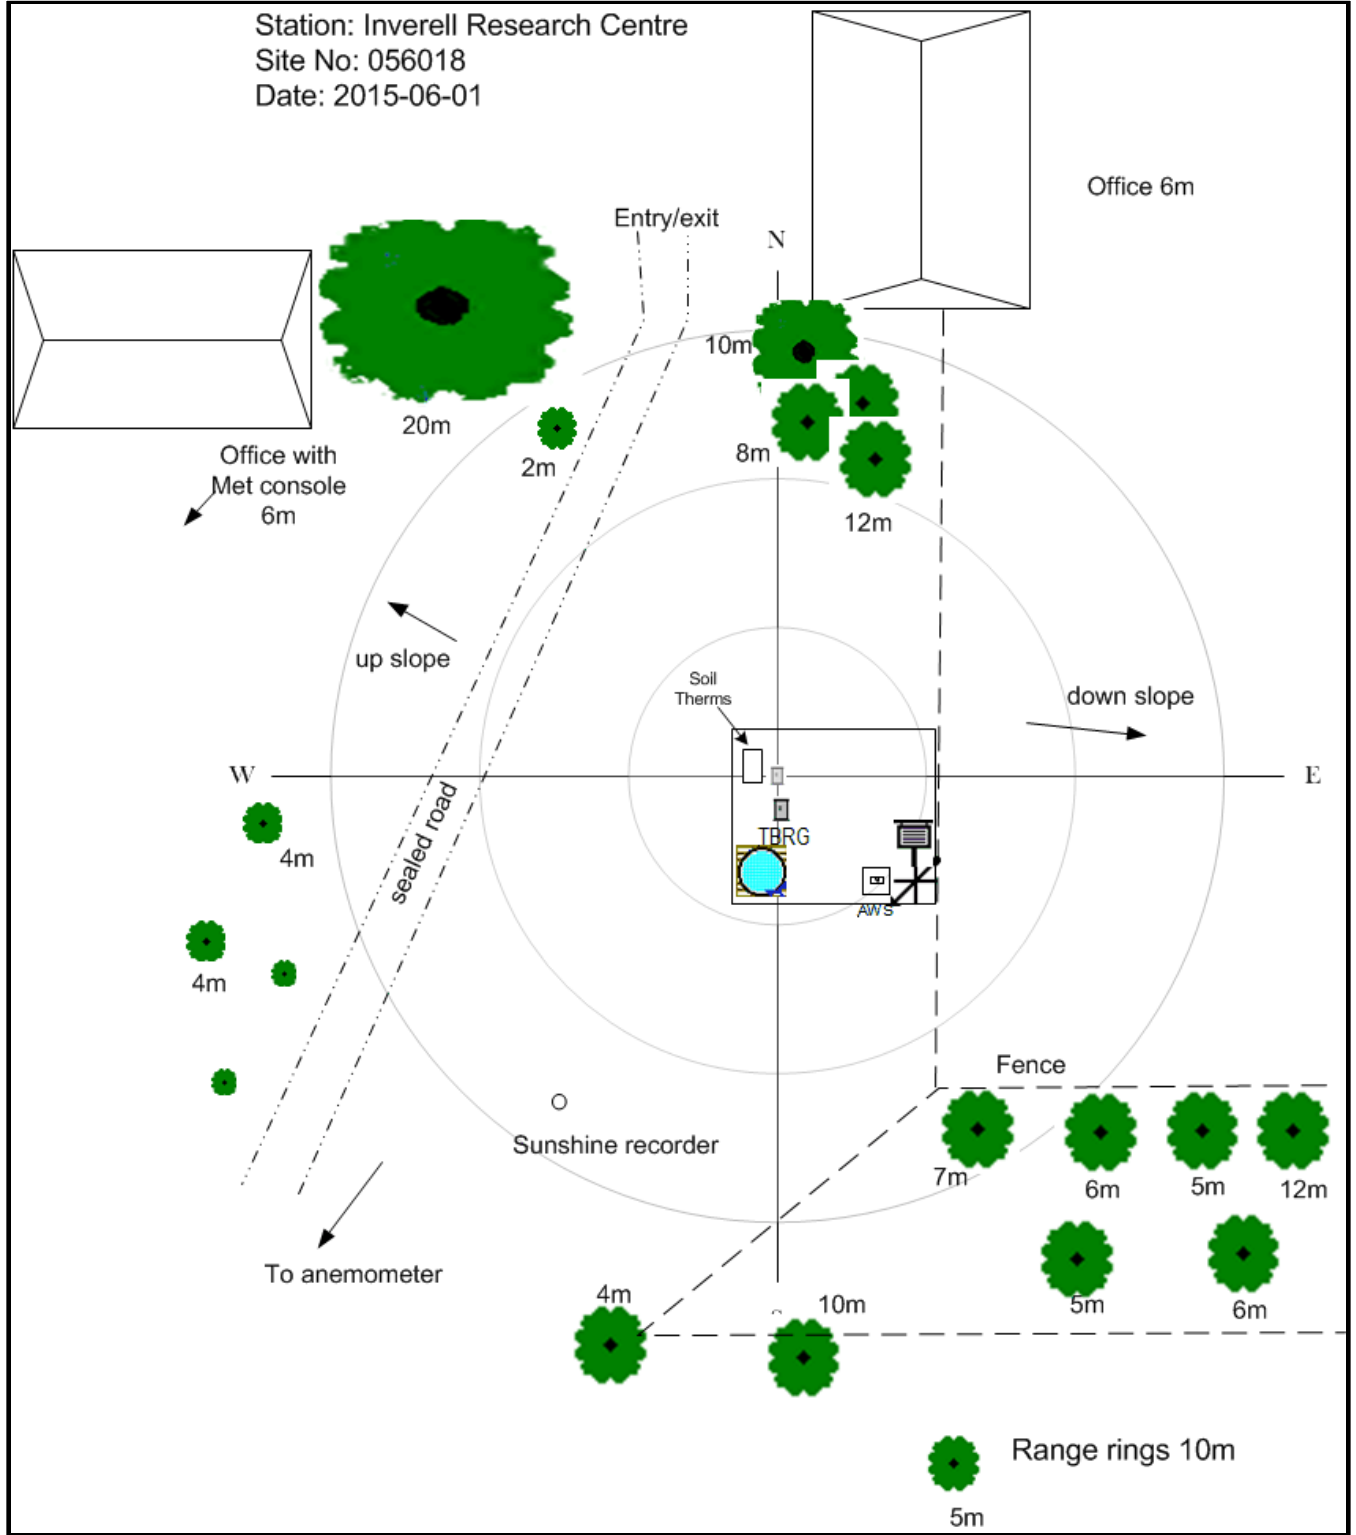 Station: Inverell Research Centre
Site No: 056018
Date: 2015-06-01
Office 6m
Entry/exit
N
10m
20m
2m
8m
Office with
Met console
6m
12m
up slope
Soil
Therms
down slope
W
E
sealed road
TBRG
4m
AWS
4m
Fence
Sunshine recorder
7m
6m
5m
12m
To anemometer
4m
10m
5m
6m
Range rings 10m
5m